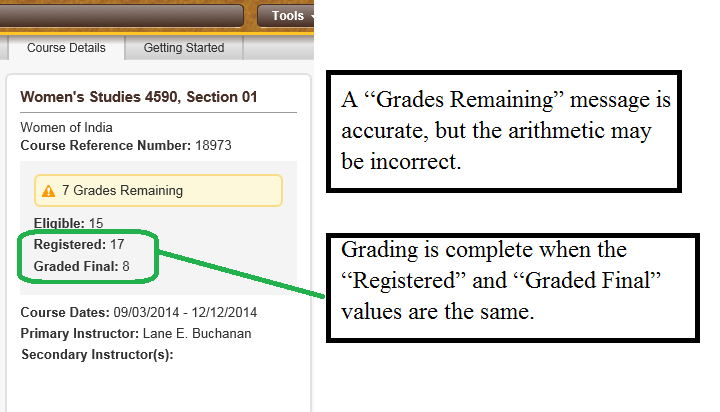 Tools
Course Details
Getting Started
Women's Studies 4590, Section 01
Women of India
Course Reference Number: 18973
7 Grades Remaining
Eligible: 15
Registered: 17
Graded Final: 8
Course Dates: 09/03/2014 - 12/12/2014
Primary Instructor: Lane E. Buchanan
Secondary Instructor(s):
A “Grades Remaining” message is
accurate, but the arithmetic may
be incorrect.
Grading is complete when the
“Registered” and “Graded Final”
values are the same.